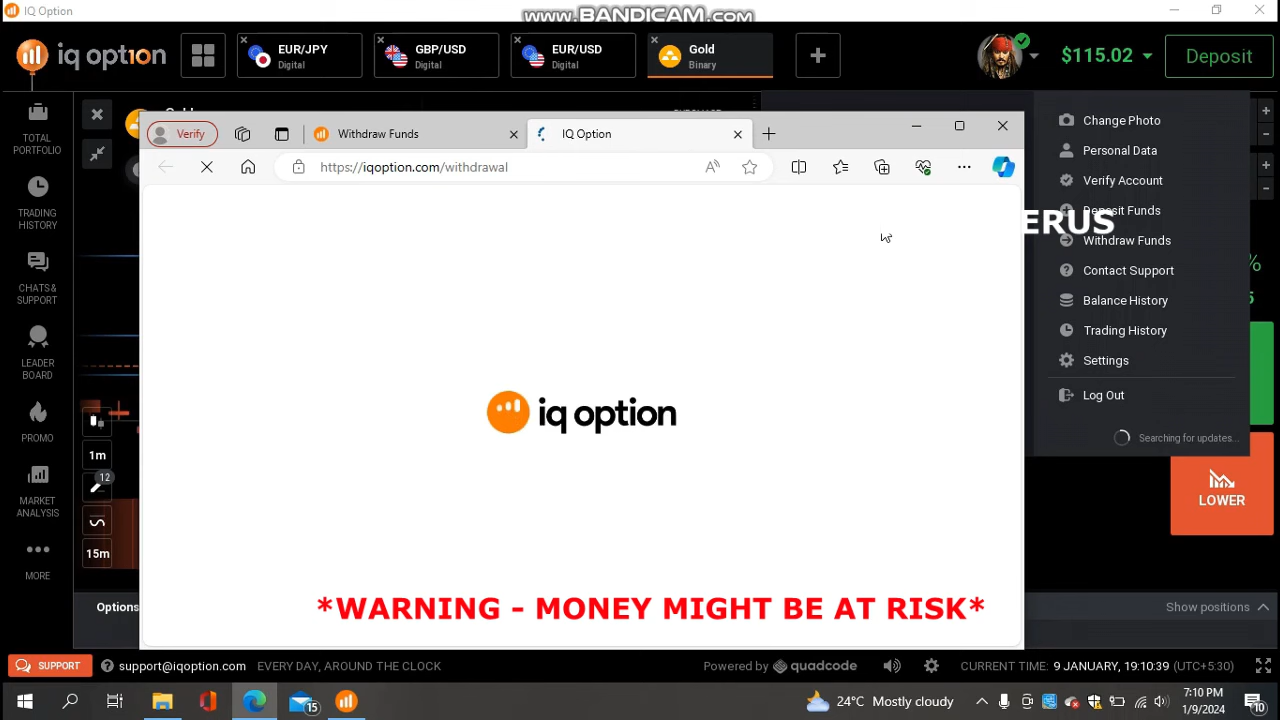 IQ Option
www.BANDICAM.com
iq option
EUR/JPY
Digital
GBP/USD
Digital
EUR/USD
Digital
Gold
Binary
$115.02
Deposit
TOTAL
PORTFOLIO
TRADING
HISTORY
CHATS &
SUPPORT
LEADER
BOARD
PROMO
MARKET
ANALYSIS
MORE
Verify
Withdraw Funds
IQ Option
https://iqoption.com/withdrawal
iq option
Change Photo
Personal Data
Verify Account
Deposit Funds
ERUS
Withdraw Funds
Contact Support
Balance History
Trading History
Settings
Log Out
Searching for updates...
%
5
1m
12
15m
LOWER
*WARNING - MONEY MIGHT BE AT RISK*
Options
Show positions
SUPPORT
support@iqoption.com
EVERY DAY, AROUND THE CLOCK
Powered by quadcode
CURRENT TIME: 9 JANUARY, 19:10:39 (UTC+5:30)
15
24°C Mostly cloudy
7:10 PM
1/9/2024
10